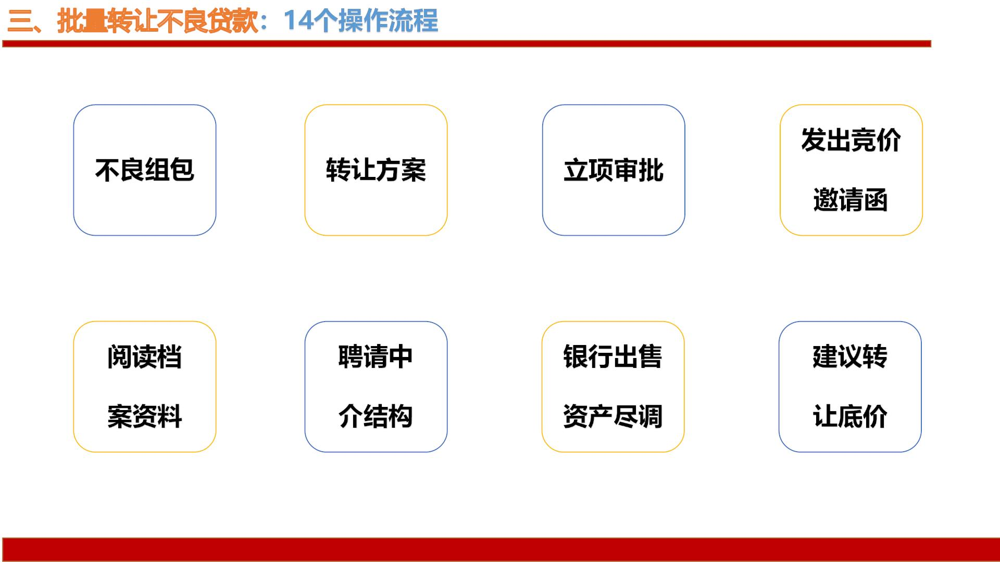 三、批量转让不良贷款：14个操作流程
不良组包
转让方案
立项审批
发出竞价
邀请函
阅读档
案资料
聘请中
介结构
银行出售
资产尽调
建议转
让底价